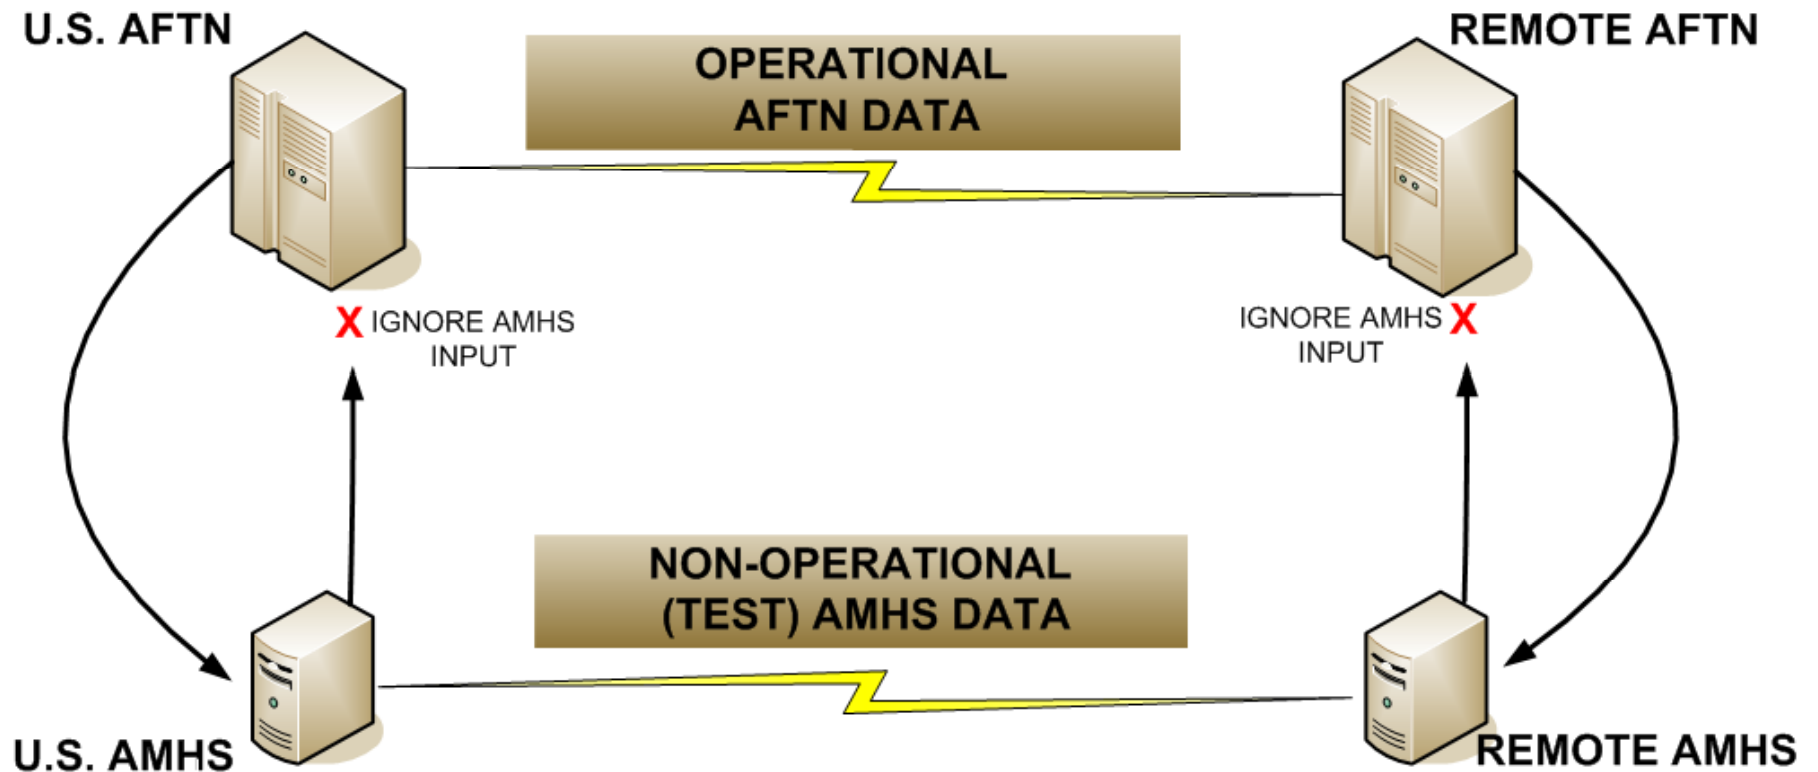 U.S. AFTN
REMOTE AFTN
OPERATIONAL
AFTN DATA
X IGNORE AMHS
INPUT
IGNORE AMHS X
INPUT
NON-OPERATIONAL
(TEST) AMHS DATA
U.S. AMHS
REMOTE AMHS